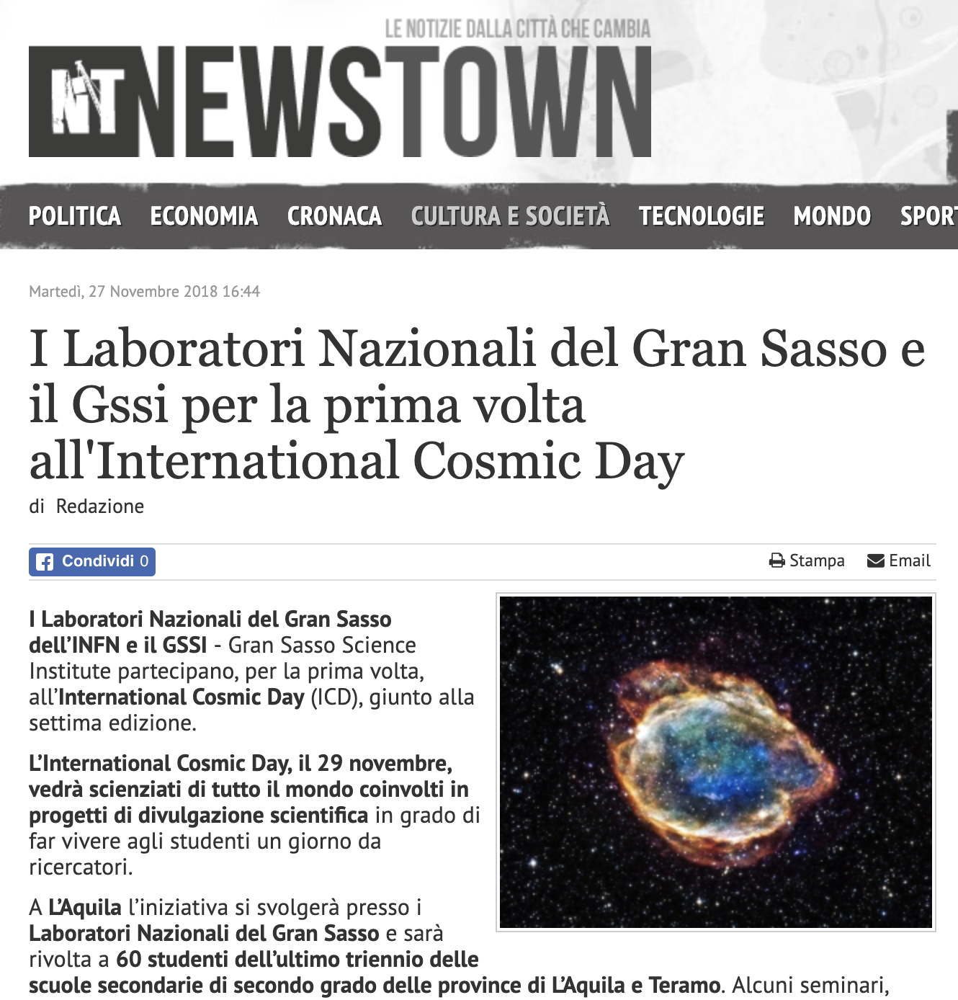 LE NOTIZIE DALLA CITTÀ CHE CAMBIA
NT NEWSTOWN
POLITICA ECONOMIA CRONACA CULTURA E SOCIETÀ TECNOLOGIE MONDO SPORT
Martedì, 27 Novembre 2018 16:44
I Laboratori Nazionali del Gran Sasso e
il Gssi per la prima volta
all'International Cosmic Day
di Redazione
Condividi 0 Stampa Email
I Laboratori Nazionali del Gran Sasso
dell’INFN e il GSSI - Gran Sasso Science
Institute partecipano, per la prima volta,
all’International Cosmic Day (ICD), giunto alla
settima edizione.
L’International Cosmic Day, il 29 novembre,
vedrà scienziati di tutto il mondo coinvolti in
progetti di divulgazione scientifica in grado di
far vivere agli studenti un giorno da
ricercatori.
A L’Aquila l’iniziativa si svolgerà presso i
Laboratori Nazionali del Gran Sasso e sarà
rivolta a 60 studenti dell’ultimo triennio delle
scuole secondarie di secondo grado delle province di L’Aquila e Teramo. Alcuni seminari,